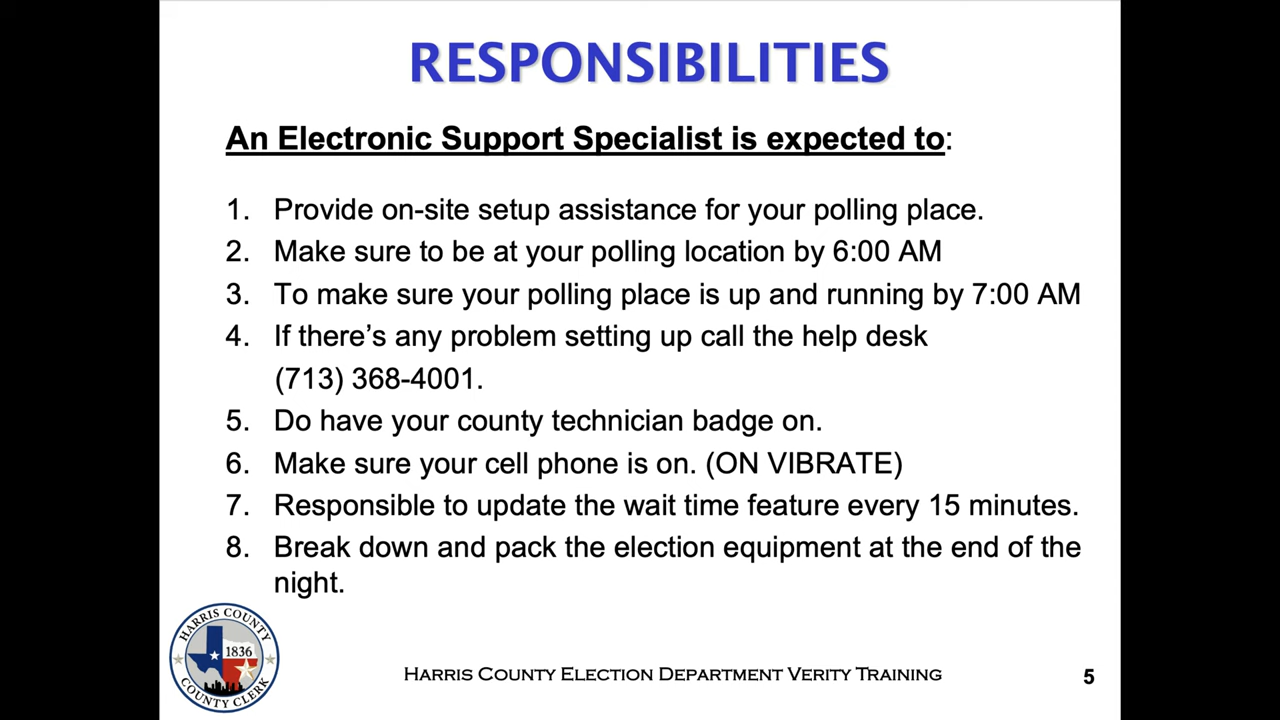 RESPONSIBILITIES
An Electronic Support Specialist is expected to:
1. Provide on-site setup assistance for your polling place.
2. Make sure to be at your polling location by 6:00 AM
3. To make sure your polling place is up and running by 7:00 AM
4. If there’s any problem setting up call the help desk
(713) 368-4001.
5. Do have your county technician badge on.
6. Make sure your cell phone is on. (ON VIBRATE)
7. Responsible to update the wait time feature every 15 minutes.
8. Break down and pack the election equipment at the end of the
night.
HARRIS COUNTY
1836
COUNTY CLERK
HARRIS COUNTY ELECTION DEPARTMENT VERITY TRAINING
5